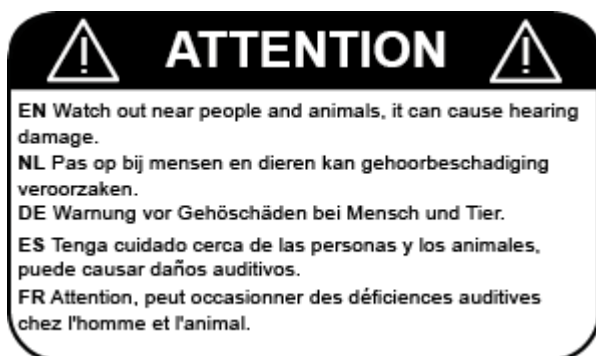 ATTENTION
EN Watch out near people and animals, it can cause hearing
damage.
NL Pas op bij mensen en dieren kan gehoorbeschadiging
veroorzaken.
DE Warnung vor Gehöschäden bei Mensch und Tier.
ES Tenga cuidado cerca de las personas y los animales,
puede causar daños auditivos.
FR Attention, peut occasionner des déficiences auditives
chez l'homme et l'animal.